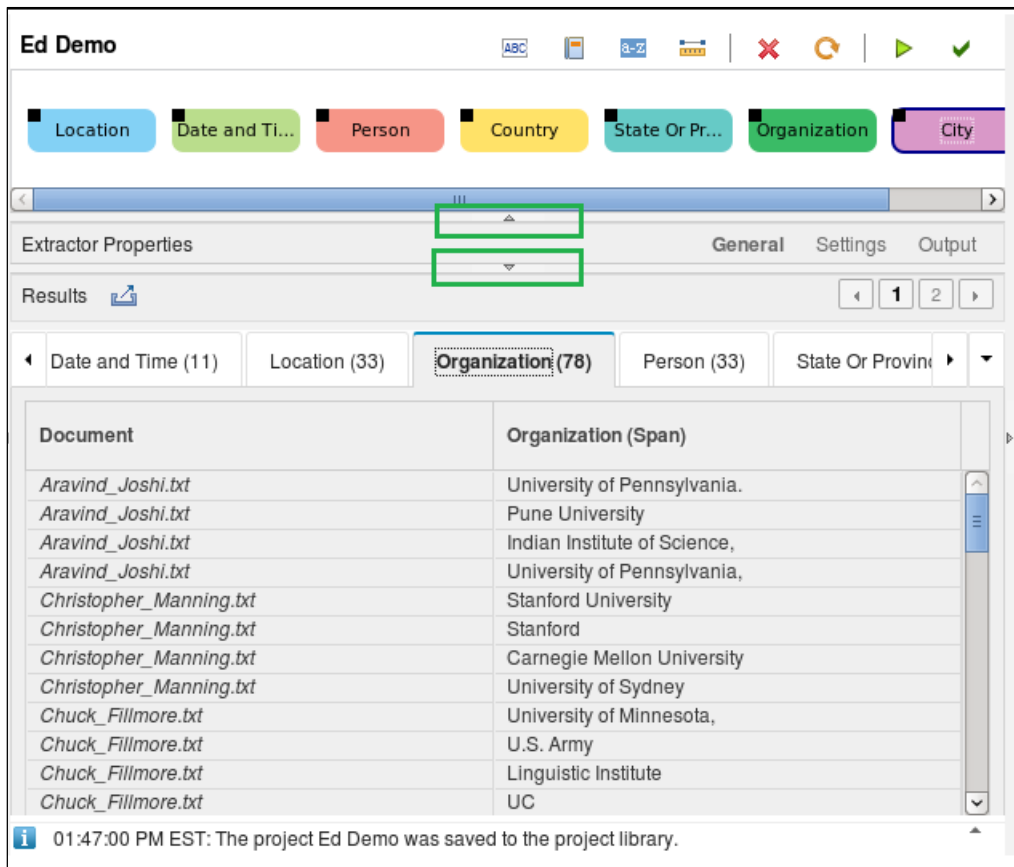 Ed Demo
ABC
a-z
Location
Date and Ti...
Person
Country
State Or Pr...
Organization
City
Extractor Properties
General Settings Output
Results
1 2
Date and Time (11) Location (33) Organization (78) Person (33) State Or Provinc
Document Organization (Span)
Aravind_Joshi.txt University of Pennsylvania.
Aravind_Joshi.txt Pune University
Aravind_Joshi.txt Indian Institute of Science,
Aravind_Joshi.txt University of Pennsylvania,
Christopher_Manning.txt Stanford University
Christopher_Manning.txt Stanford
Christopher_Manning.txt Carnegie Mellon University
Christopher_Manning.txt University of Sydney
Chuck_Fillmore.txt University of Minnesota,
Chuck_Fillmore.txt U.S. Army
Chuck_Fillmore.txt Linguistic Institute
Chuck_Fillmore.txt UC
01:47:00 PM EST: The project Ed Demo was saved to the project library.